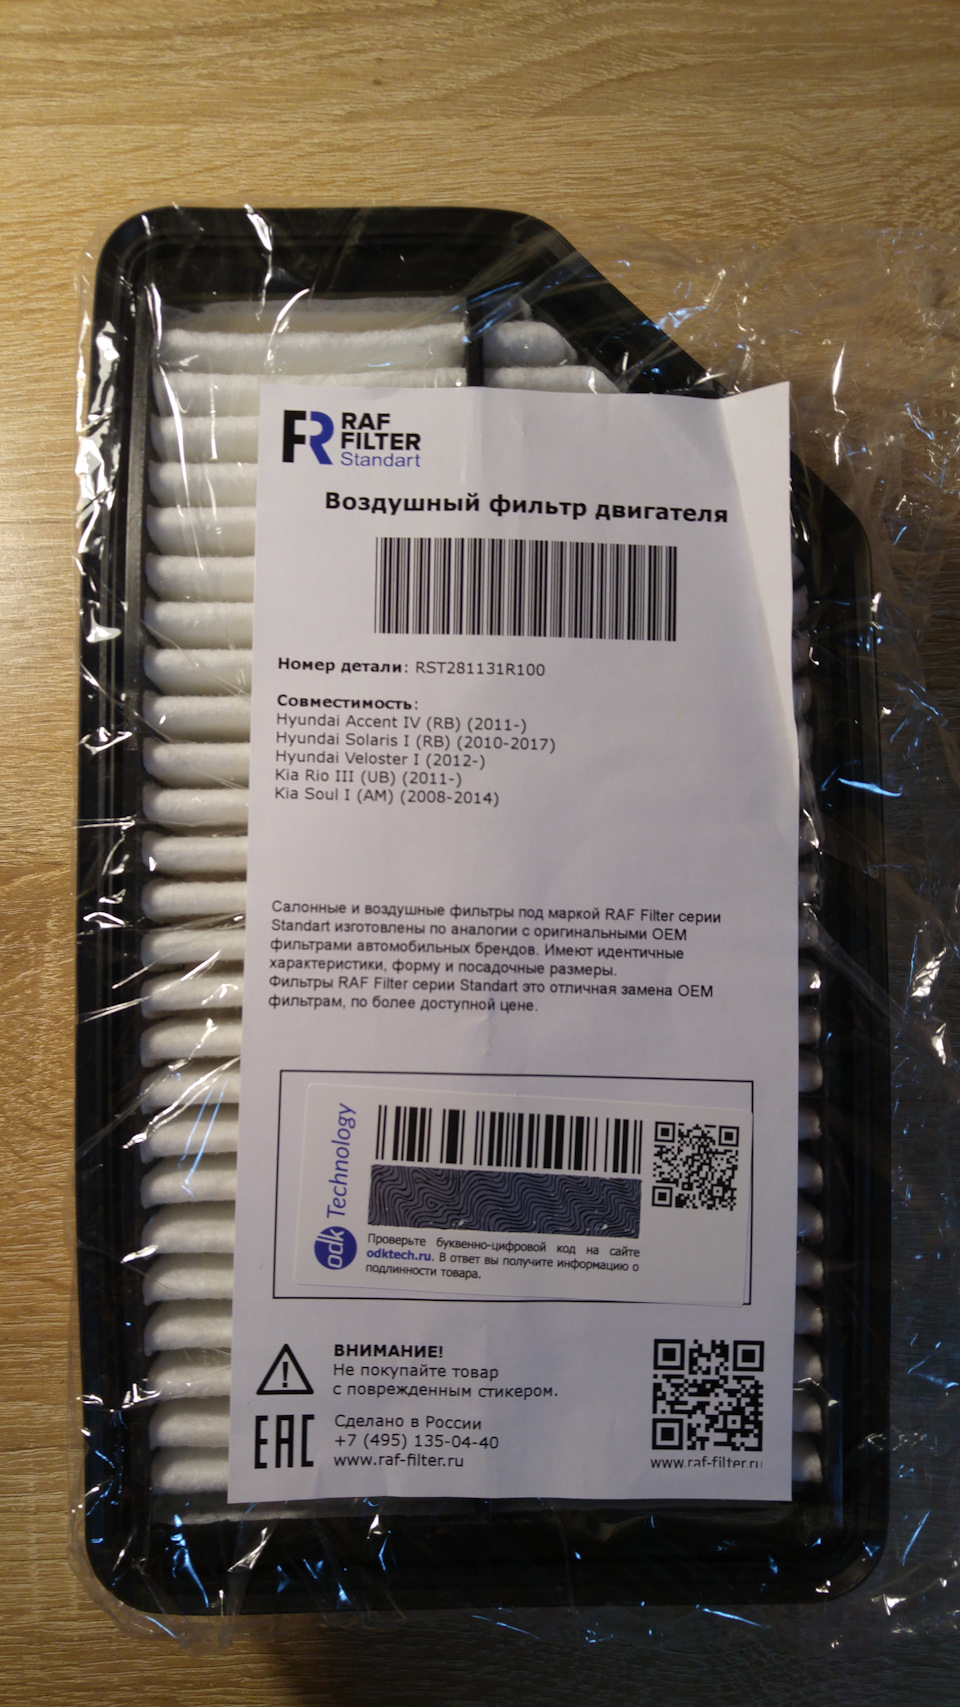 RAF
FILTER
Standart
Воздушный фильтр двигателя
Номер детали: RST281131R100
Совместимость:
Hyundai Accent IV (RB) (2011-)
Hyundai Solaris I (RB) (2010-2017)
Hyundai Veloster I (2012-)
Kia Rio III (UB) (2011-)
Kia Soul I (AM) (2008-2014)
Салонные и воздушные фильтры под маркой RAF Filter серии
Standart изготовлены по аналогии с оригинальными OEM
фильтрами автомобильных брендов. Имеют идентичные
характеристики, форму и посадочные размеры.
Фильтры RAF Filter серии Standart это отличная замена OEM
фильтрам, по более доступной цене.
odk Technology
Проверьте буквенно-цифровой код на сайте
odktech.ru. В ответ вы получите информацию о
подлинности товара.
ВНИМАНИЕ!
Не покупайте товар
с поврежденным стикером.
EAC
Сделано в России
+7 (495) 135-04-40
www.raf-filter.ru
www.raf-filter.ru